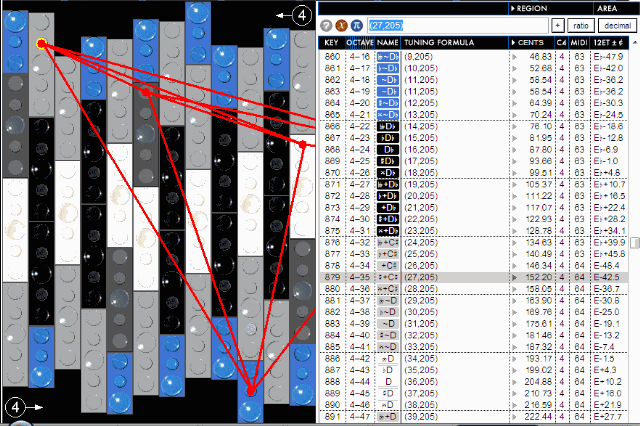 4
REGION AREA
? x π (27,205) + ratio decimal
KEY OCTAVE NAME TUNING FORMULA CENTS C4 MIDI 12ET ± ¢
860 4-16 (9,205) 46.83 4 63 E♭-47.9
861 4-17 (10,205) 52.68 4 63 E♭-42.0
862 4-18 (11,205) 58.54 4 63 E♭-36.2
863 4-19 (11,205) 58.54 4 63 E♭-36.2
864 4-20 (12,205) 64.39 4 63 E♭-30.3
865 4-21 (13,205) 70.24 4 63 E♭-24.5
866 4-22 (14,205) 76.10 4 63 E♭-18.6
867 4-23 (15,205) 81.95 4 63 E♭-12.8
868 4-24 D♭ (16,205) 87.80 4 63 E♭-6.9
869 4-25 (17,205) 93.66 4 63 E♭-1.0
870 4-26 (18,205) 99.51 4 63 E♭+4.8
871 4-27 (19,205) 105.37 4 63 E♭+10.7
872 4-28 (20,205) 111.22 4 63 E♭+16.5
873 4-29 +D♭ (21,205) 117.07 4 63 E♭+22.4
874 4-30 (22,205) 122.93 4 63 E♭+28.2
875 4-31 (23,205) 128.78 4 63 E♭+34.1
876 4-32 (24,205) 134.63 4 63 E♭+39.9
877 4-33 (25,205) 140.49 4 63 E♭+45.8
878 4-34 +C♯ (26,205) 146.34 4 64 E-48.4
879 4-35 (27,205) 152.20 4 64 E-42.5
880 4-36 (28,205) 158.05 4 64 E-36.7
881 4-37 (29,205) 163.90 4 64 E-30.8
882 4-38 (30,205) 169.76 4 64 E-25.0
883 4-39 ~D (31,205) 175.61 4 64 E-19.1
884 4-40 (32,205) 181.46 4 64 E-13.2
885 4-41 (33,205) 187.32 4 64 E-7.4
886 4-42 (34,205) 193.17 4 64 E-1.5
887 4-43 (35,205) 199.02 4 64 E+4.3
888 4-44 D (36,205) 204.88 4 64 E+10.2
889 4-45 (37,205) 210.73 4 64 E+16.0
890 4-46 (38,205) 216.59 4 64 E+21.9
891 4-47 (39,205) 222.44 4 64 E+27.7
4